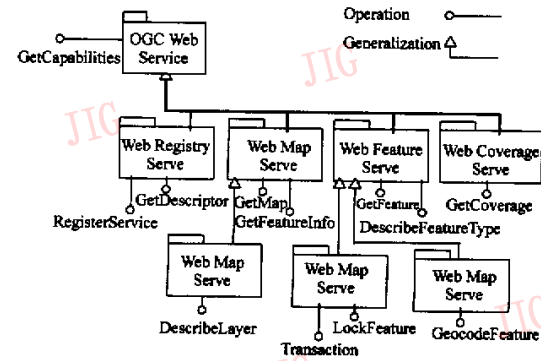 Operation
OGC Web
Service
Generalization
GetCapabilities
JIG
JIG
Web Registry
Serve
Web Map
Serve
Web Feature
Serve
Web Coverage
Serve
GetDescriptor
RegisterService
GetMap
GetFeatureInfo
GetFeature
DescribeFeatureType
GetCoverage
Web Map
Serve
Web Map
Serve
Web Map
Serve
JIG
DescribeLayer
LockFeature
Transaction
GeocodeFeature